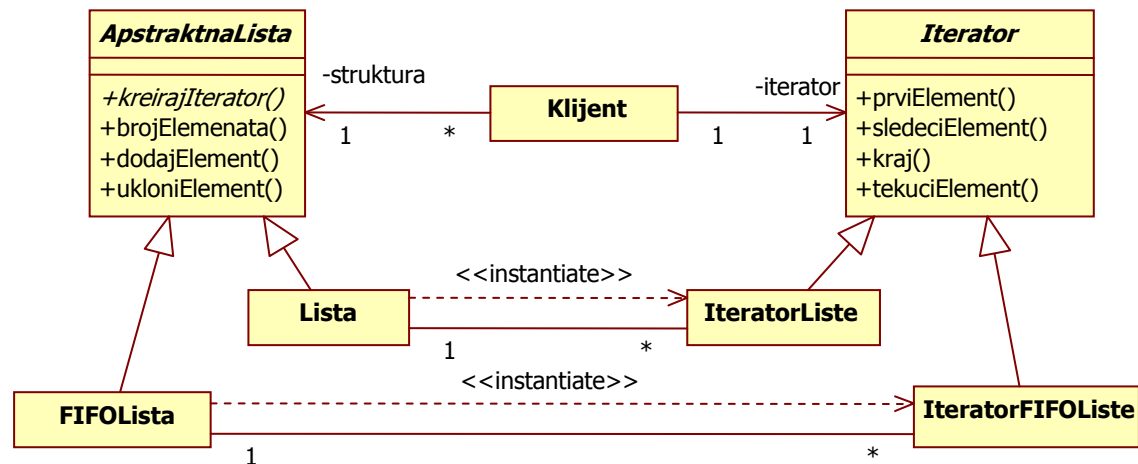 ApstraktnaLista
+kreirajIterator()
+brojElemenata()
+dodajElement()
+ukloniElement()
-struktura
1
*
Klijent
-iterator
1
1
Iterator
+prviElement()
+sledeciElement()
+kraj()
+tekuciElement()
<<instantiate>>
Lista
1
*
IteratorListe
<<instantiate>>
FIFOLista
1
*
IteratorFIFOListe